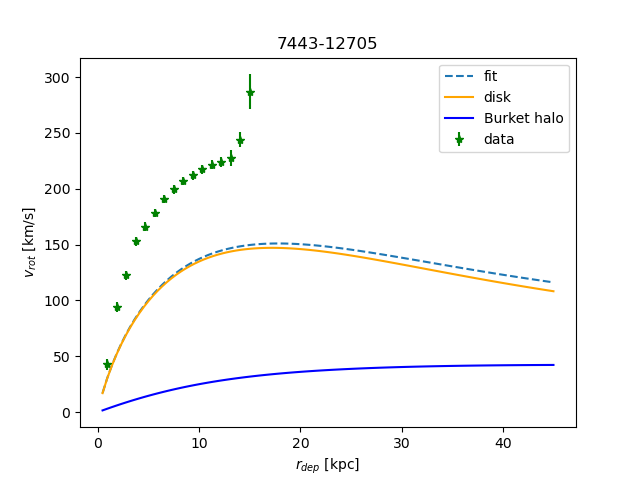 7443-12705
fit
disk
Burket halo
data
300
250
200
150
100
50
0
v_rot [km/s]
0 10 20 30 40
r_dep [kpc]